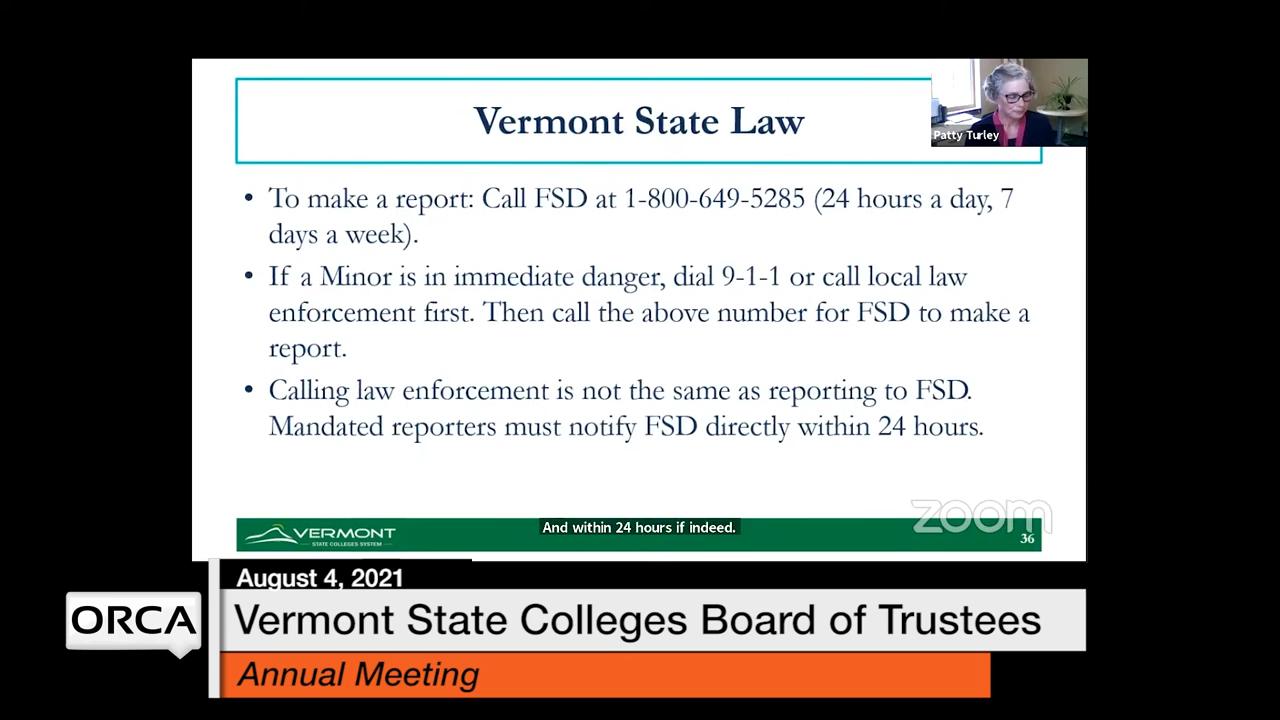 Vermont State Law
Patty Turley
• To make a report: Call FSD at 1-800-649-5285 (24 hours a day, 7
days a week).
• If a Minor is in immediate danger, dial 9-1-1 or call local law
enforcement first. Then call the above number for FSD to make a
report.
• Calling law enforcement is not the same as reporting to FSD.
Mandated reporters must notify FSD directly within 24 hours.
zoom
VERMONT
STATE COLLEGES SYSTEM
And within 24 hours if indeed.
36
August 4, 2021
ORCA
Vermont State Colleges Board of Trustees
Annual Meeting